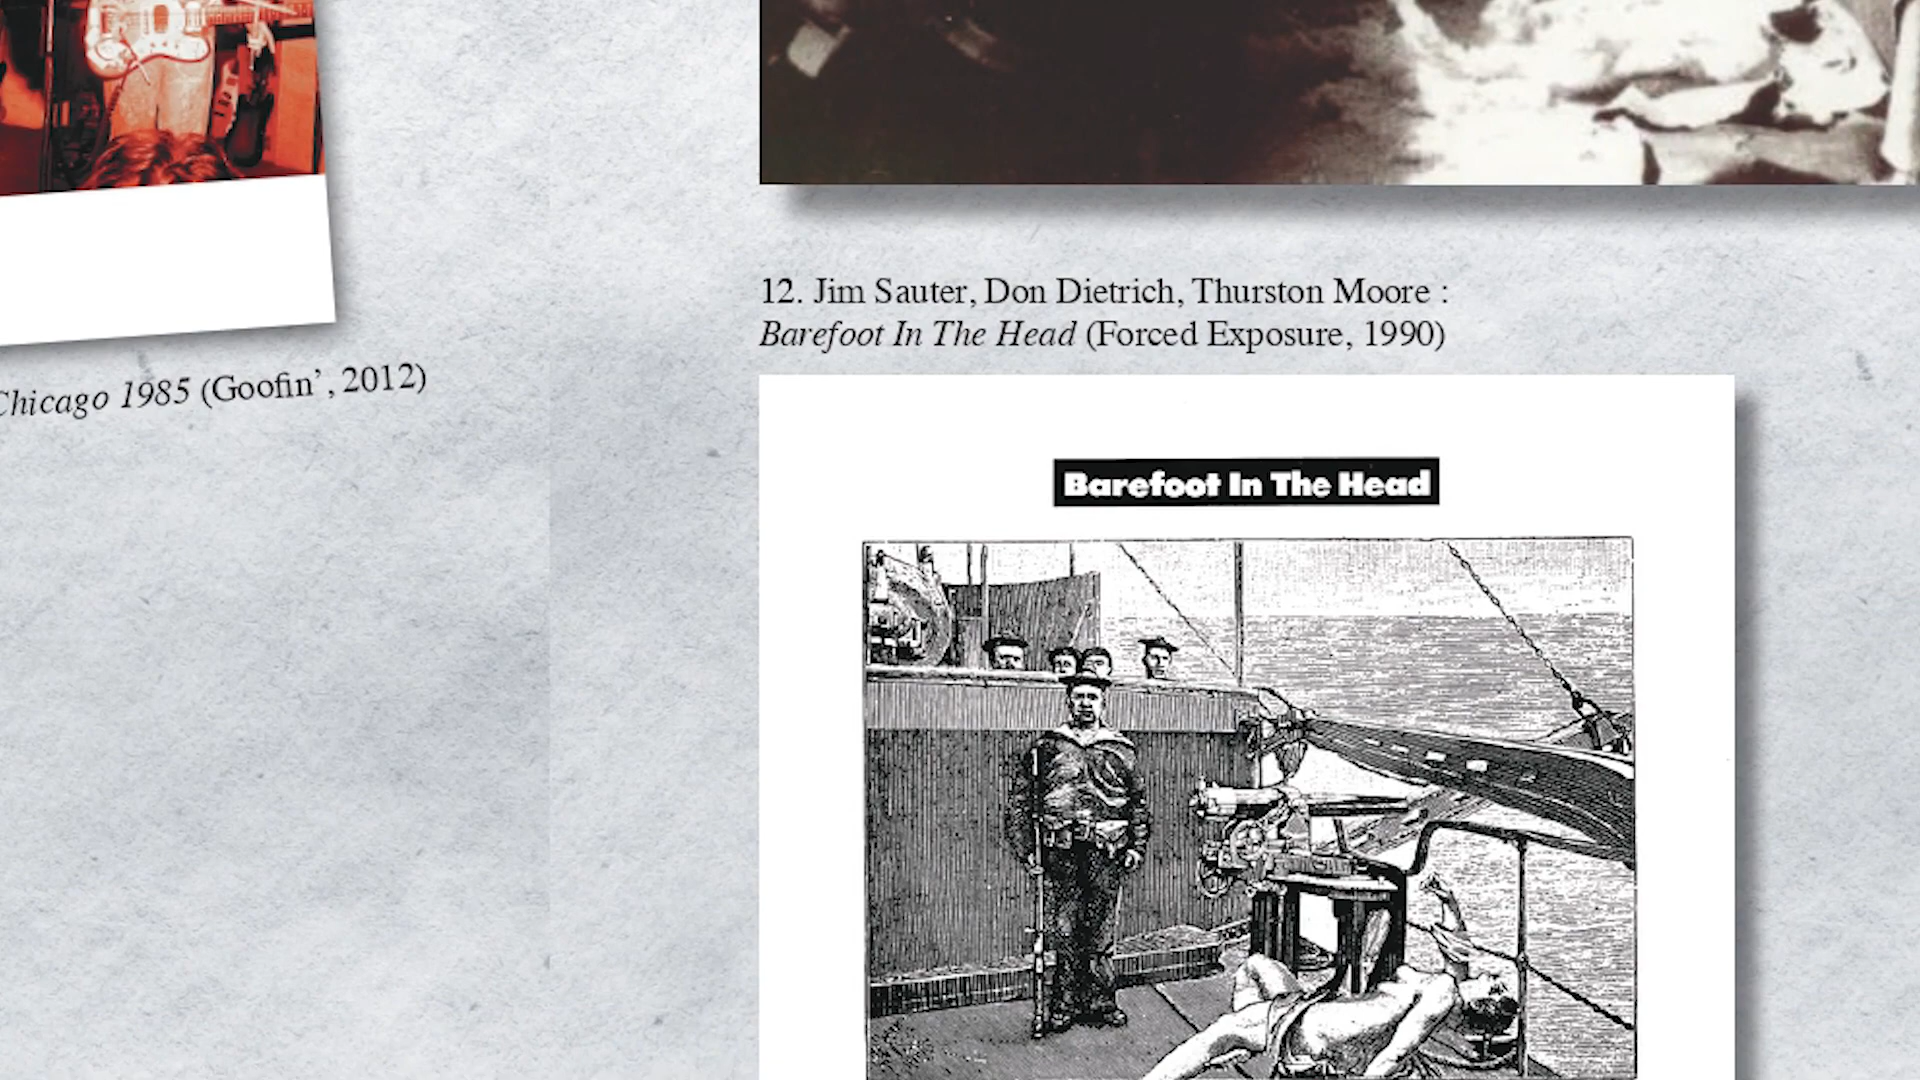 12. Jim Sauter, Don Dietrich, Thurston Moore :
Barefoot In The Head (Forced Exposure, 1990)
Chicago 1985 (Goofin’, 2012)
Barefoot In The Head